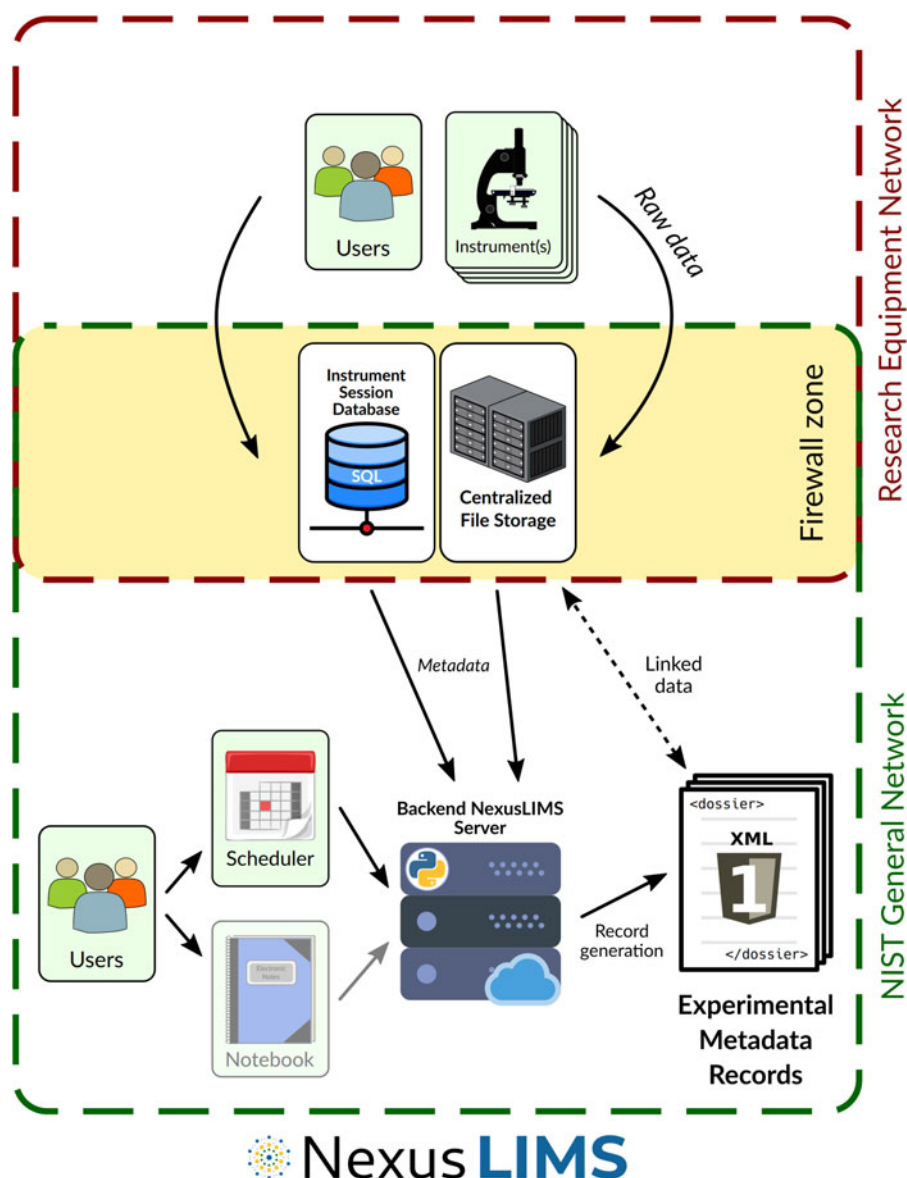 Research Equipment Network
Users
Instrument(s)
Raw data
Firewall zone
Instrument
Session
Database
SQL
Centralized
File Storage
Metadata
Linked
data
NIST General Network
Scheduler
Users
Electronic
Notes
Notebook
Backend NexusLIMS
Server
Record
generation
<dossier>
XML
1
</dossier>
Experimental
Metadata
Records
Nexus LIMS